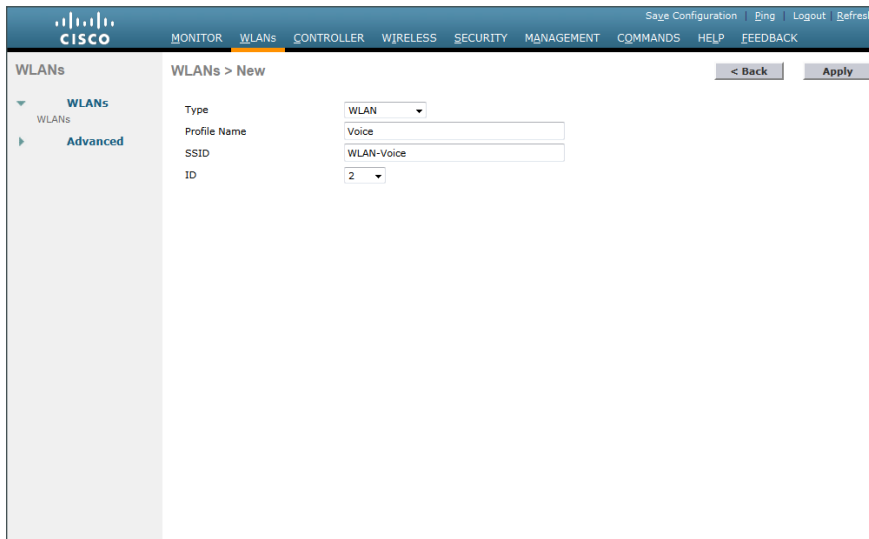 Save Configuration | Ping | Logout | Refresh
CISCO
MONITOR WLANs CONTROLLER WIRELESS SECURITY MANAGEMENT COMMANDS HELP FEEDBACK
WLANs
WLANs > New
< Back
Apply
WLANs
WLANs
Advanced
Type WLAN
Profile Name Voice
SSID WLAN-Voice
ID 2